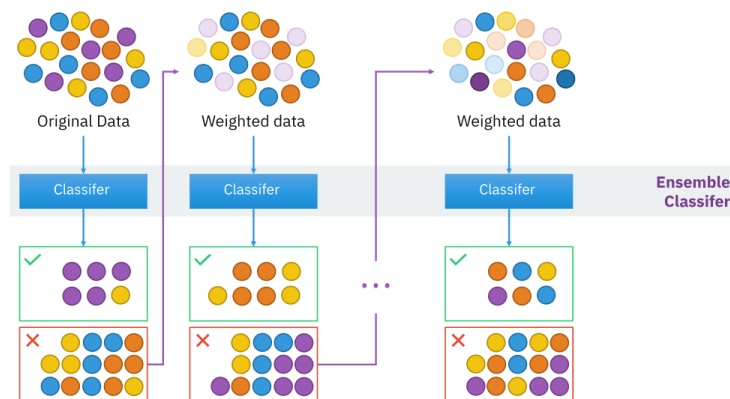 Original Data
Weighted data
Weighted data
Classifer
Classifer
Classifer
Ensemble
Classifer